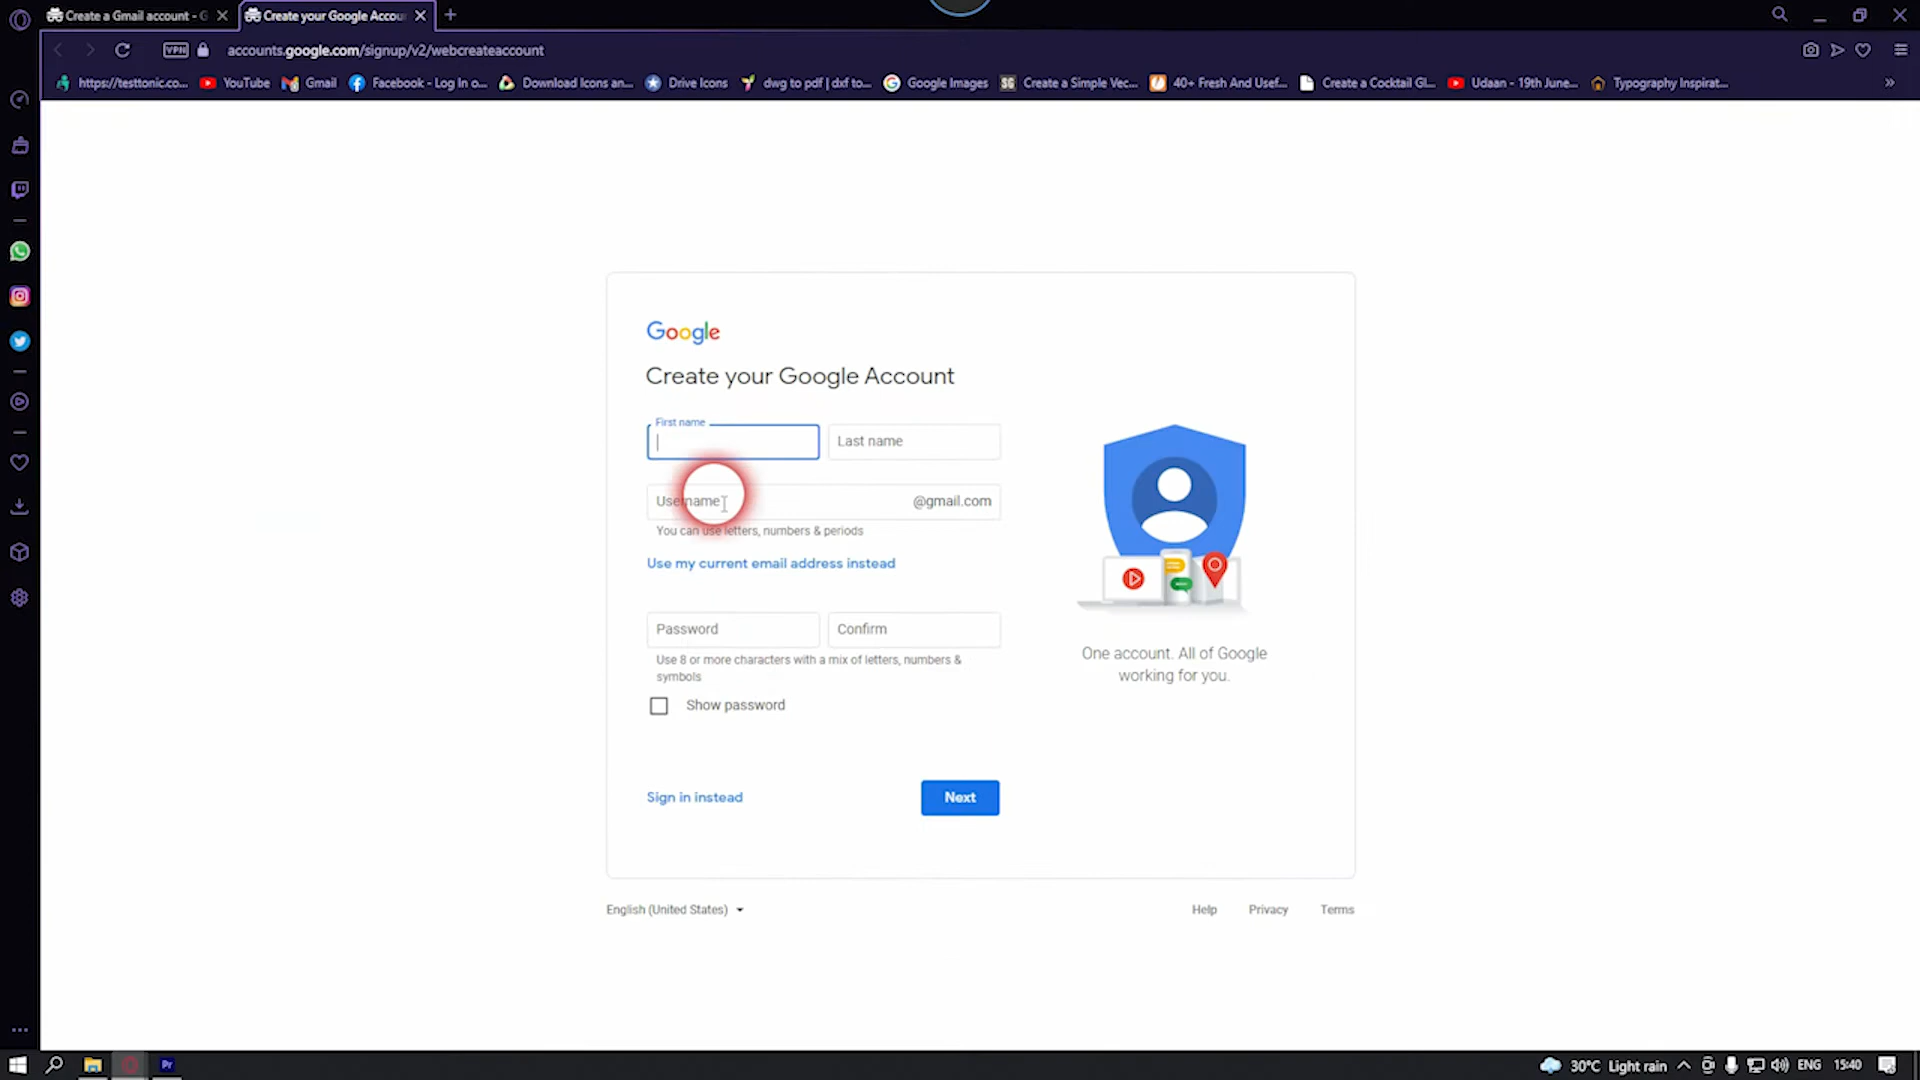 Create a Gmail account - G
Create your Google Accou
VPN
accounts.google.com/signup/v2/webcreateaccount
https://testtonic.co...
YouTube
Gmail
Facebook - Log In o...
Download Icons an...
Drive Icons
dwg to pdf | dxf to...
Google Images
SG
Create a Simple Vec...
40+ Fresh And Usef...
Create a Cocktail Gl...
Udaan - 19th June...
Typography Inspirat...
Google
Create your Google Account
First name
Last name
Username
@gmail.com
You can use letters, numbers & periods
Use my current email address instead
Password
Confirm
Use 8 or more characters with a mix of letters, numbers &
symbols
Show password
One account. All of Google
working for you.
Sign in instead
Next
English (United States)
Help
Privacy
Terms
Pr
30°C Light rain
ENG
15:40